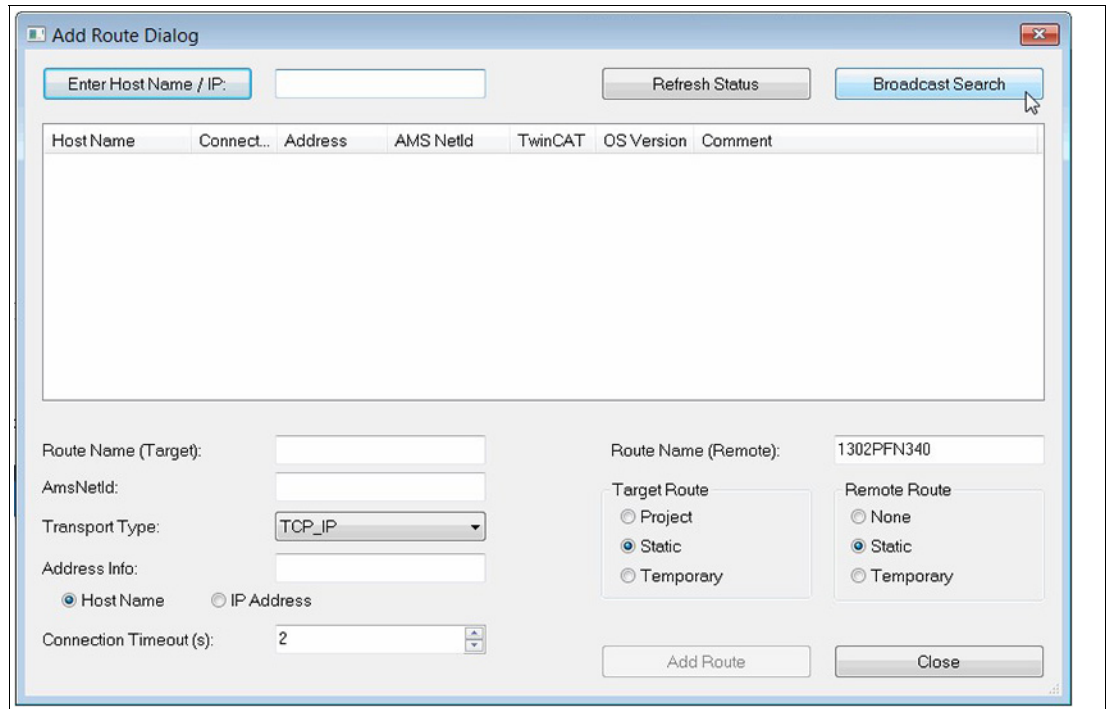 Add Route Dialog
Enter Host Name / IP: Refresh Status Broadcast Search
Host Name Connect... Address AMS NetId TwinCAT OS Version Comment
Route Name (Target): Route Name (Remote): 1302PFN340
AmsNetId: Target Route Remote Route
Transport Type: TCP_IP Project None
Static Static
Address Info: Temporary Temporary
Host Name IP Address
Connection Timeout (s): 2
Add Route Close